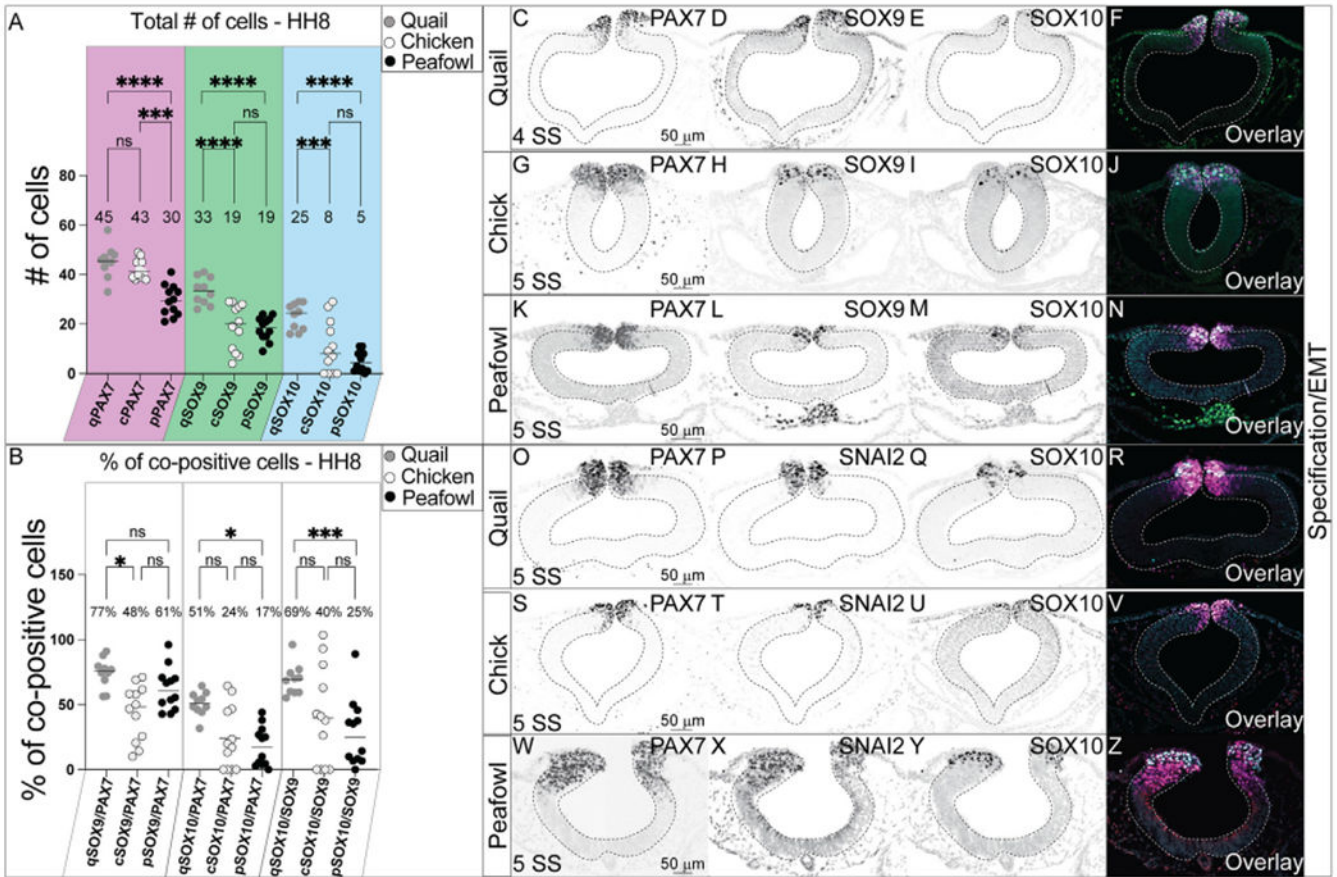 A
Total # of cells - HH8
Quail
Chicken
Peafowl
**** **** ****
*** ns ns
ns **** ***
# of cells
80
60
40
20
0
45 43 30 33 19 19 25 8 5
qPAX7 cPAX7 pPAX7 qSOX9 cSOX9 pSOX9 qSOX10 cSOX10 pSOX10
B
% of co-positive cells - HH8
Quail
Chicken
Peafowl
ns * ***
* ns ns ns ns ns
% of co-positive cells
150
100
50
0
77% 48% 61% 51% 24% 17% 69% 40% 25%
qSOX9/PAX7 cSOX9/PAX7 pSOX9/PAX7 qSOX10/PAX7 cSOX10/PAX7 pSOX10/PAX7 qSOX10/SOX9 cSOX10/SOX9 pSOX10/SOX9
Quail
C PAX7 D SOX9 E SOX10 F
4 SS 50 μm Overlay
Chick
G PAX7 H SOX9 I SOX10 J
5 SS 50 μm Overlay
Peafowl
K PAX7 L SOX9 M SOX10 N
5 SS 50 μm Overlay
Quail
O PAX7 P SNAI2 Q SOX10 R
5 SS 50 μm Overlay
Chick
S PAX7 T SNAI2 U SOX10 V
5 SS 50 μm Overlay
Peafowl
W PAX7 X SNAI2 Y SOX10 Z
5 SS 50 μm Overlay
Specification/EMT